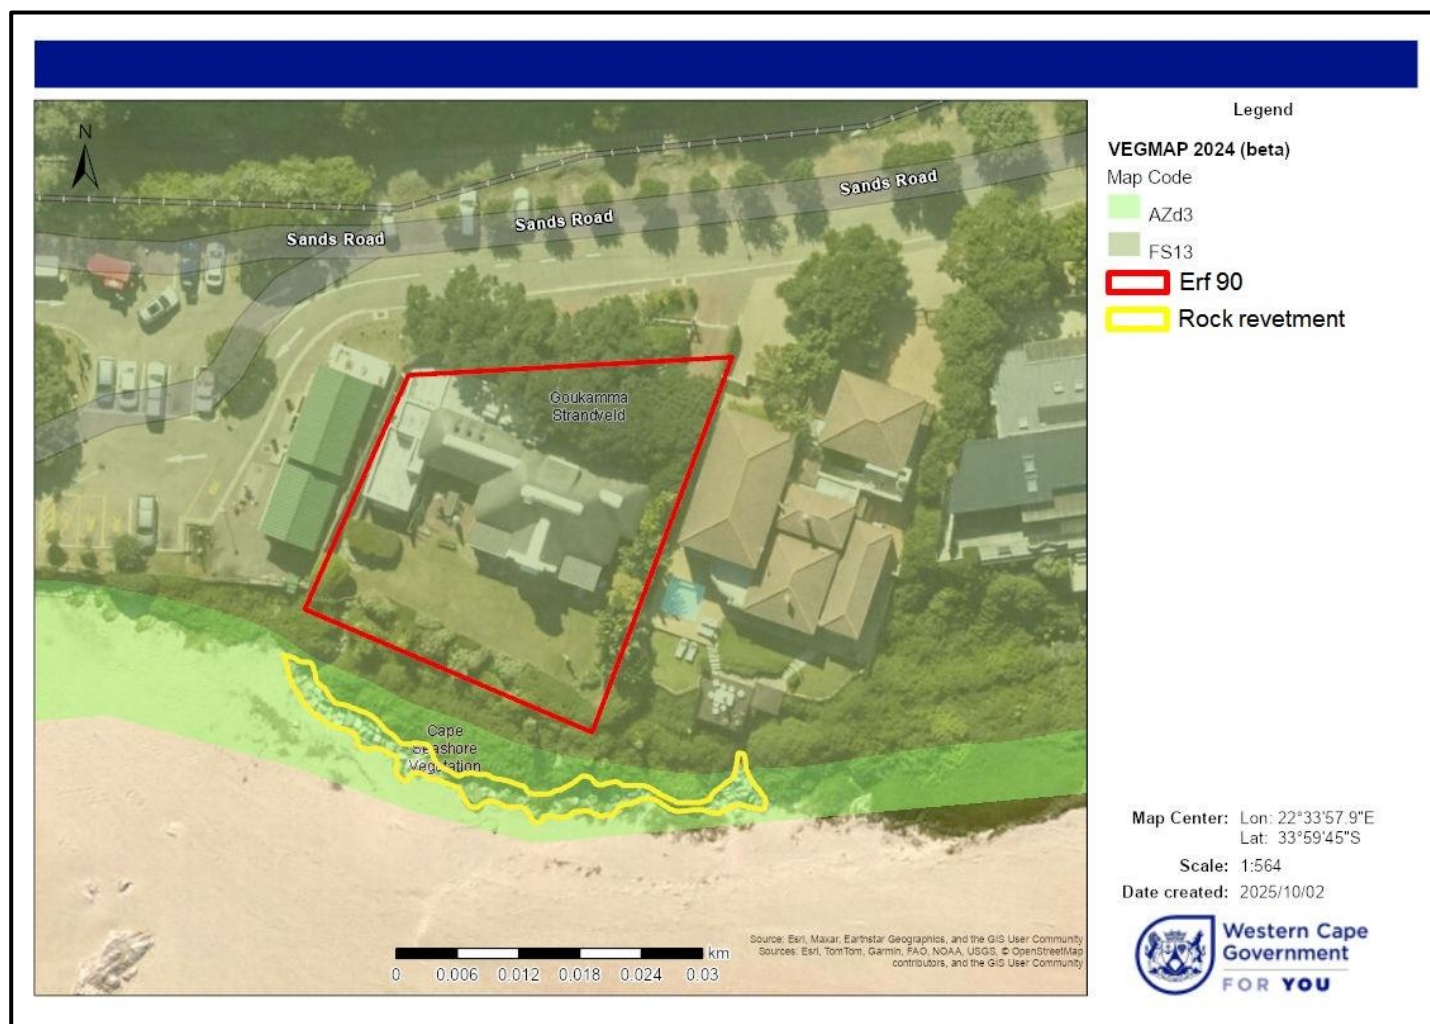 Legend
VEGMAP 2024 (beta)
Map Code
AZd3
FS13
Erf 90
Rock revetment
N
Sands Road
Sands Road
Sands Road
Goukamma
Strandveld
Cape
Seashore
Vegetation
Map Center: Lon: 22°33'57.9"E
Lat: 33°59'45"S
Scale: 1:564
Date created: 2025/10/02
km
0 0.006 0.012 0.018 0.024 0.03
Source: Esri, Maxar, Earthstar Geographics, and the GIS User Community
Sources: Esri, TomTom, Garmin, FAO, NOAA, USGS, © OpenStreetMap
contributors, and the GIS User Community
Western Cape
Government
FOR YOU